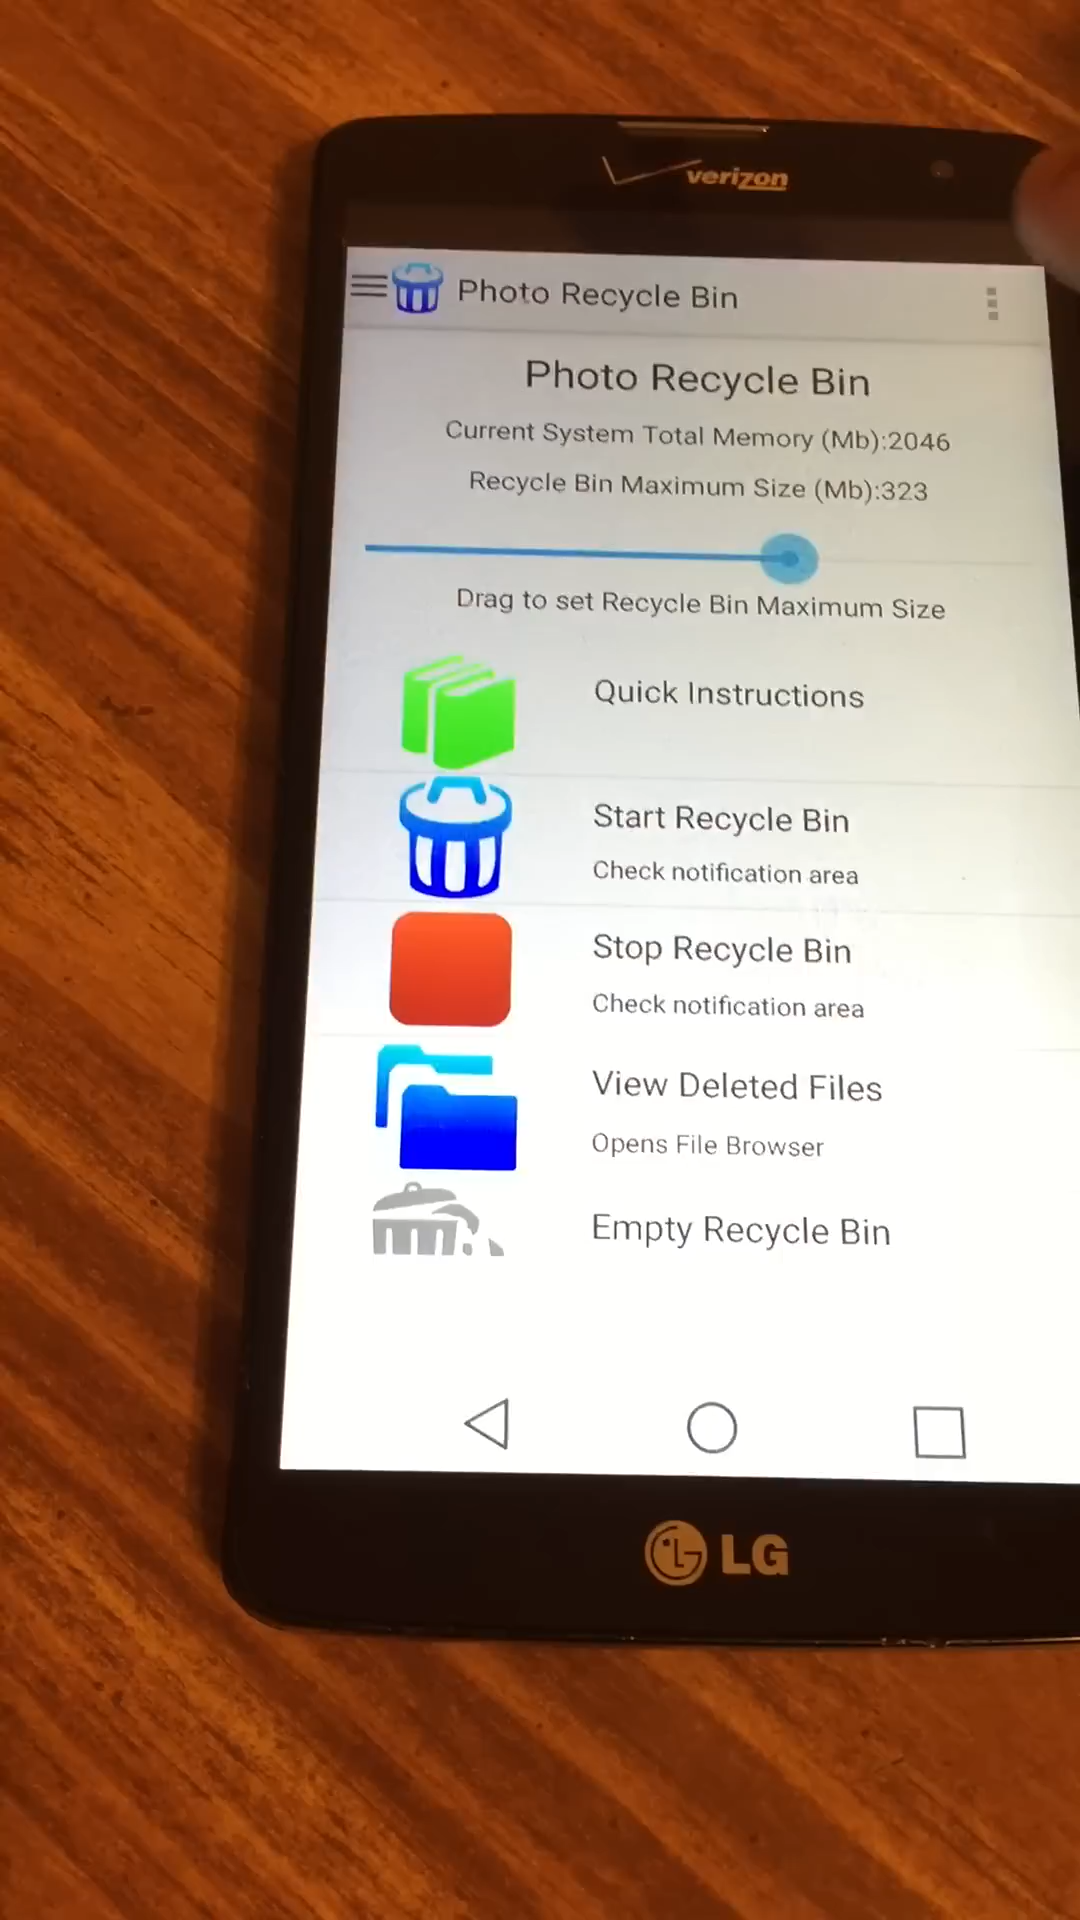 verizon
Photo Recycle Bin
Photo Recycle Bin
Current System Total Memory (Mb):2046
Recycle Bin Maximum Size (Mb):323
Drag to set Recycle Bin Maximum Size
Quick Instructions
Start Recycle Bin
Check notification area
Stop Recycle Bin
Check notification area
View Deleted Files
Opens File Browser
Empty Recycle Bin
LG